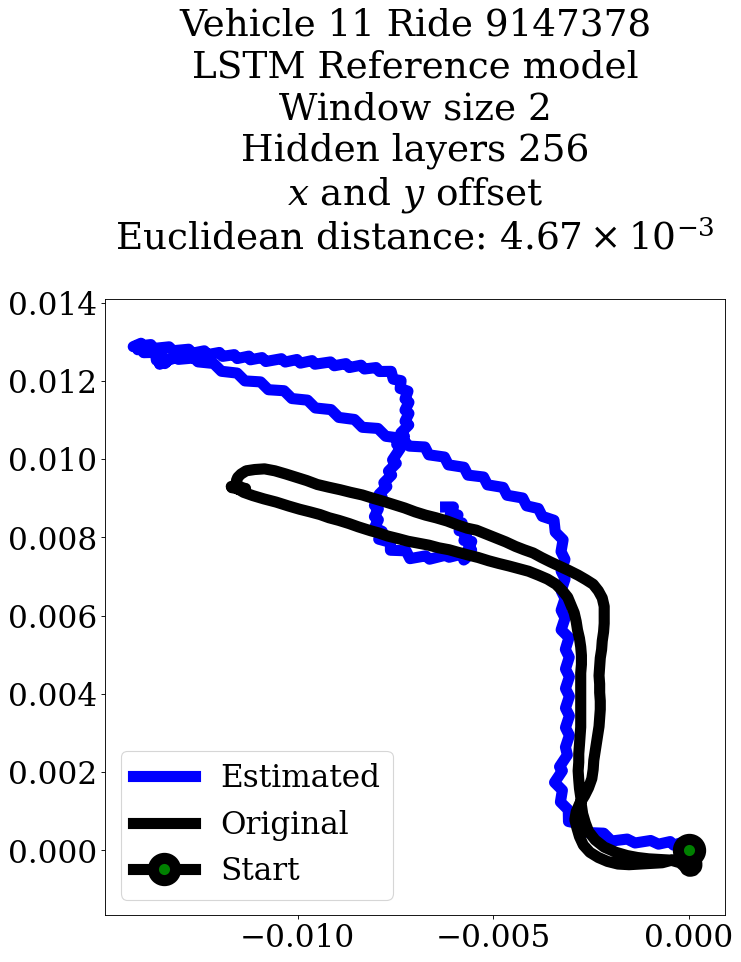 Vehicle 11 Ride 9147378
LSTM Reference model
Window size 2
Hidden layers 256
x and y offset
Euclidean distance: 4.67 × 10⁻³
0.014
0.012
0.010
0.008
0.006
0.004
0.002
0.000
Estimated
Original
Start
−0.010
−0.005
0.000